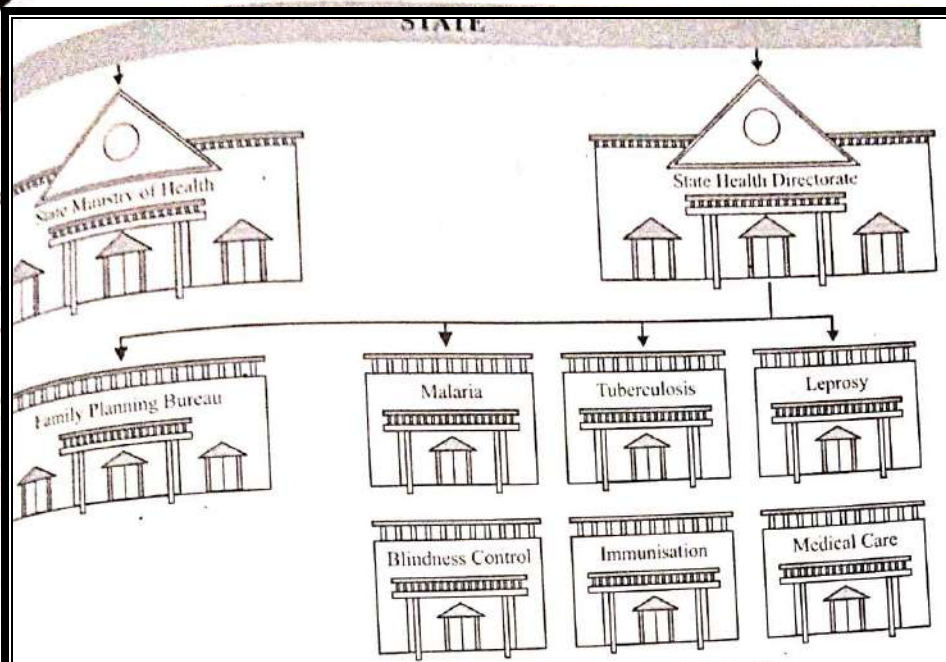 STATE
State Ministry of Health
State Health Directorate
Family Planning Bureau
Malaria
Tuberculosis
Leprosy
Blindness Control
Immunisation
Medical Care